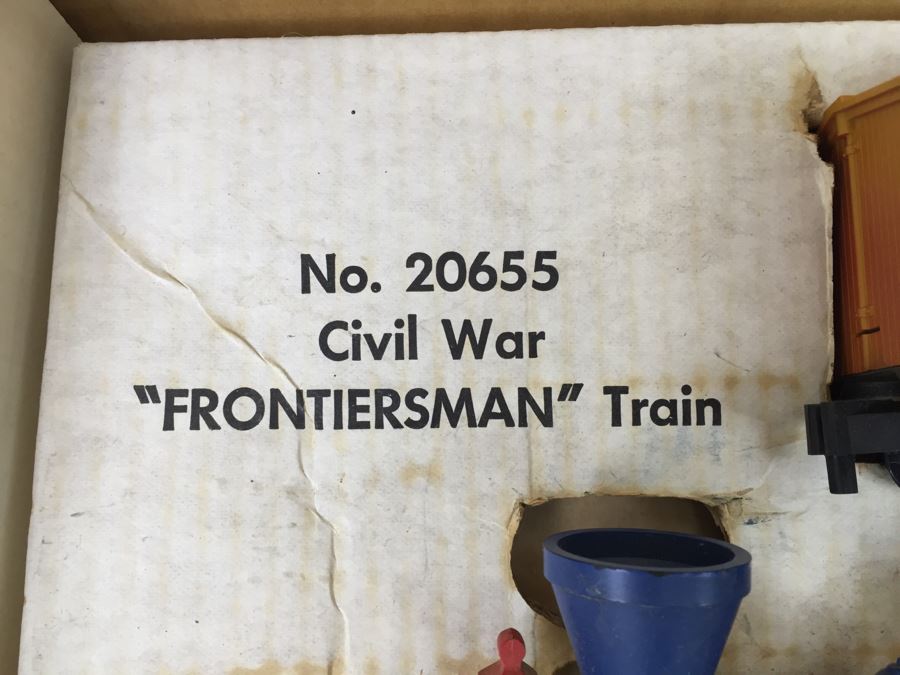 No. 20655
Civil War
"FRONTIERSMAN" Train